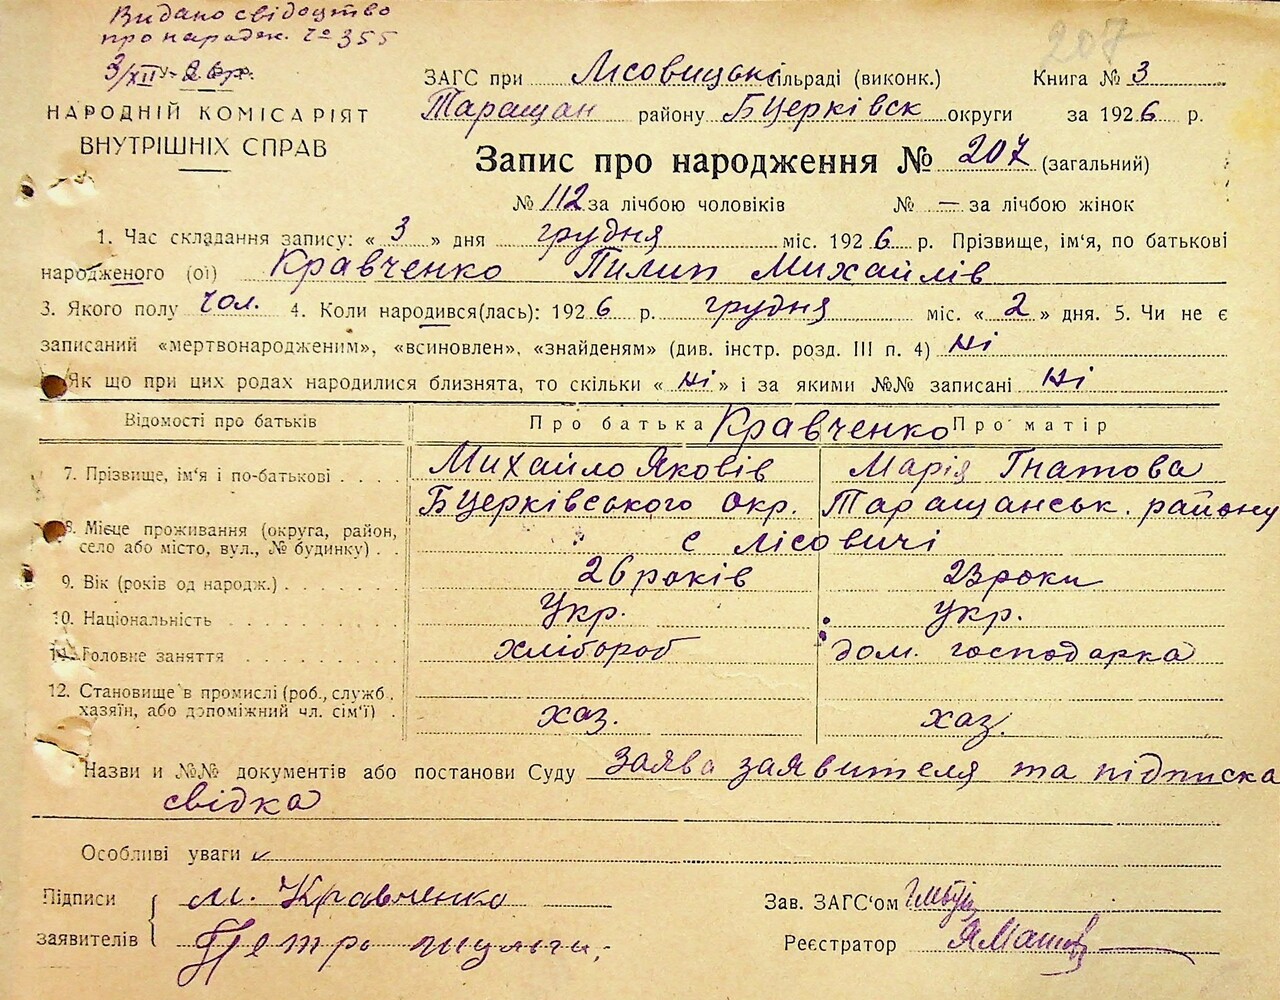 Видано свідоцтво
про народж. № 355
3/XII - 26 р.
207
НАРОДНІЙ КОМІСАРІЯТ
ВНУТРІШНІХ СПРАВ
ЗАГС при Лісовицькі сільраді (виконк.) Книга № 3
Таращан району БЦерківск округи за 1926 р.
Запис про народження № 207 (загальний)
№ 112 за лічбою чоловіків № — за лічбою жінок
1. Час складання запису: « 3 » дня грудня міс. 1926 р. Прізвище, ім'я, по батькові
народженого (ої) Кравченко Пилип Михайлів
3. Якого полу чол. 4. Коли народився(лась): 1926 р. грудня міс. « 2 » дня. 5. Чи не є
записаний «мертвонародженим», «всиновлен», «знайденям» (див. інстр. розд. III п. 4) ні
Як що при цих родах народилися близнята, то скільки « ні » і за якими №№ записані ні
Відомості про батьків Про батька Кравченко Про матір
7. Прізвище, ім'я і по-батькові Михайло Яковів Марія Гнатова
БЦерківського окр. Таращанськ. району
8. Місце проживання (округа, район,
село або місто, вул., № будинку) с Лісовичі
9. Вік (років од народж.) 26 років 23 роки
10. Національність Укр. укр.
11. Головне заняття хлібороб дом. господарка
12. Становище в промислі (роб., служб.
хазяїн, або допоміжний чл. сім'ї) хаз. хаз.
Назви и №№ документів або постанови Суду Заява заявителя та підписка
свідка
Особливі уваги
Підписи М. Кравченко Зав. ЗАГС'ом
заявителів Петро Реєстратор